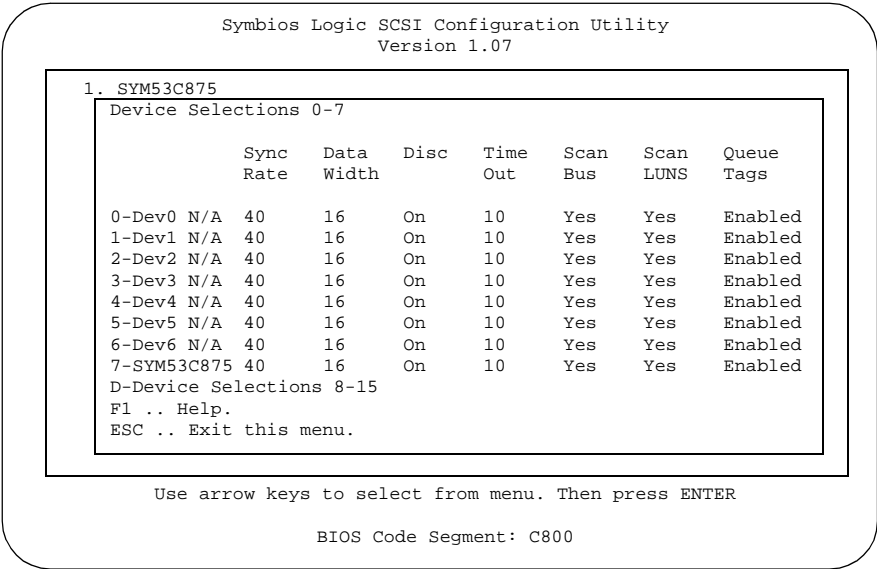 Symbios Logic SCSI Configuration Utility
Version 1.07
1. SYM53C875
Device Selections 0-7
Sync Data Disc Time Scan Scan Queue
Rate Width Out Bus LUNS Tags
0-Dev0 N/A 40 16 On 10 Yes Yes Enabled
1-Dev1 N/A 40 16 On 10 Yes Yes Enabled
2-Dev2 N/A 40 16 On 10 Yes Yes Enabled
3-Dev3 N/A 40 16 On 10 Yes Yes Enabled
4-Dev4 N/A 40 16 On 10 Yes Yes Enabled
5-Dev5 N/A 40 16 On 10 Yes Yes Enabled
6-Dev6 N/A 40 16 On 10 Yes Yes Enabled
7-SYM53C875 40 16 On 10 Yes Yes Enabled
D-Device Selections 8-15
F1 .. Help.
ESC .. Exit this menu.
Use arrow keys to select from menu. Then press ENTER
BIOS Code Segment: C800